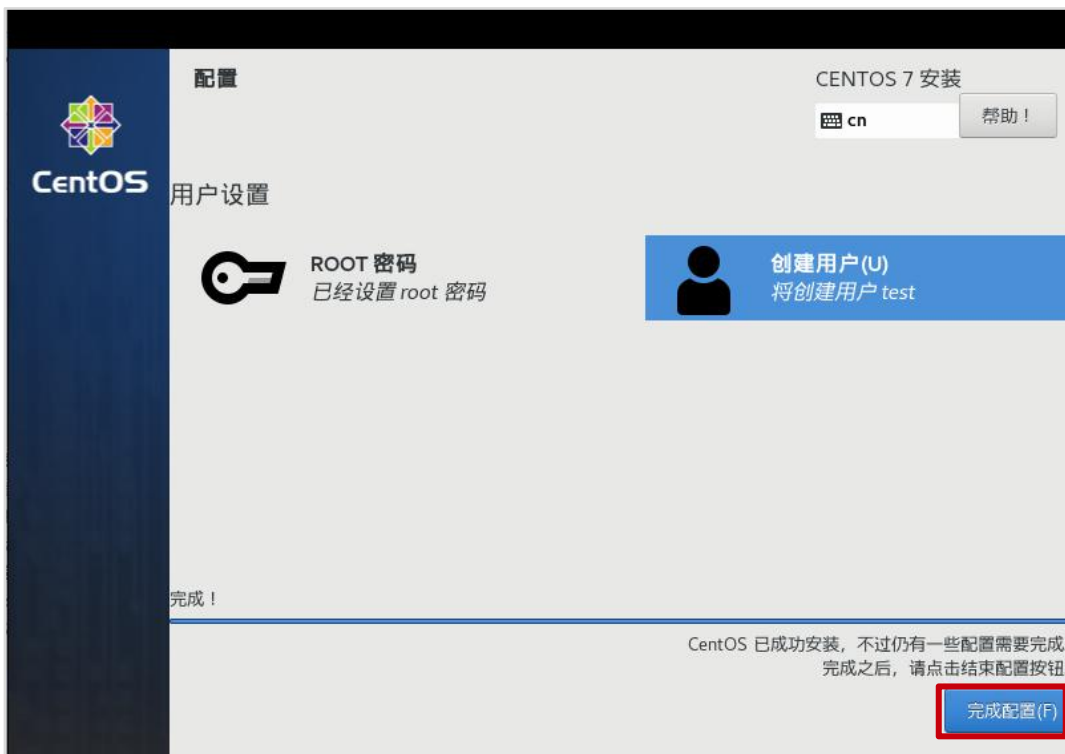 配置
CENTOS 7 安装
cn
帮助！
CentOS
用户设置
ROOT 密码
已经设置 root 密码
创建用户(U)
将创建用户 test
完成！
CentOS 已成功安装，不过仍有一些配置需要完成
完成之后，请点击结束配置按钮
完成配置(F)